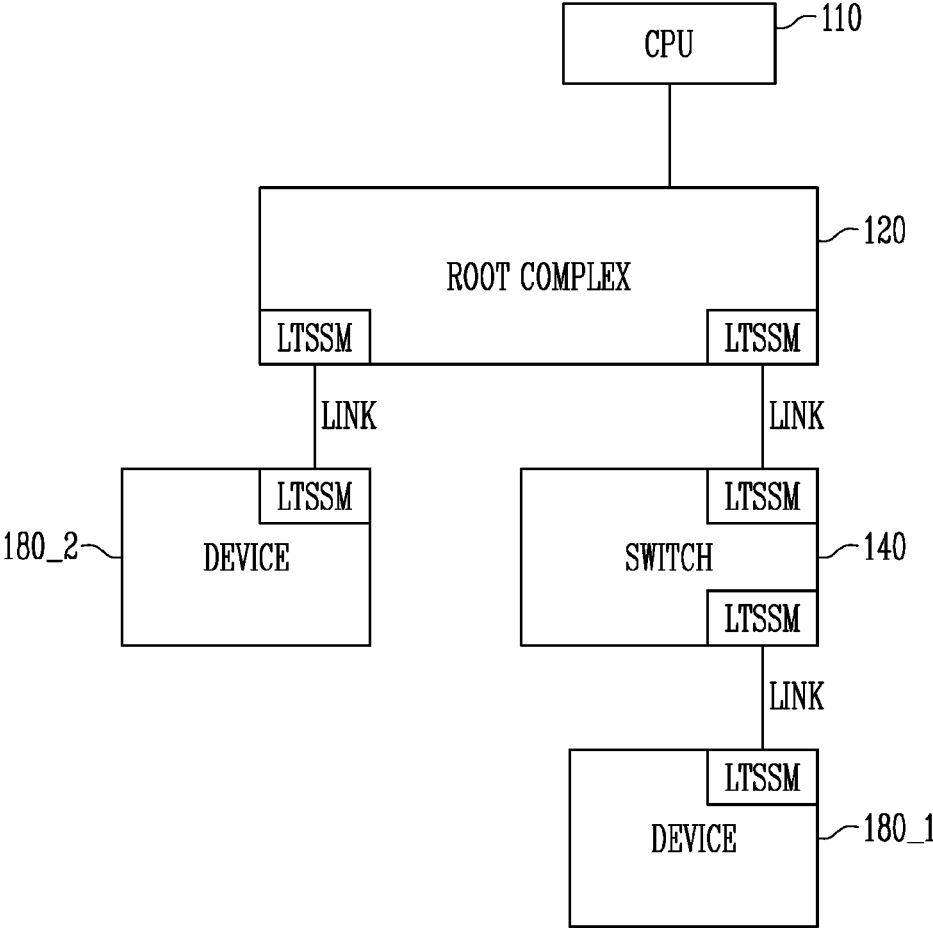 110
CPU
120
ROOT COMPLEX
LTSSM
LTSSM
LINK
LINK
LTSSM
LTSSM
180_2
DEVICE
SWITCH
140
LTSSM
LINK
LTSSM
DEVICE
180_1